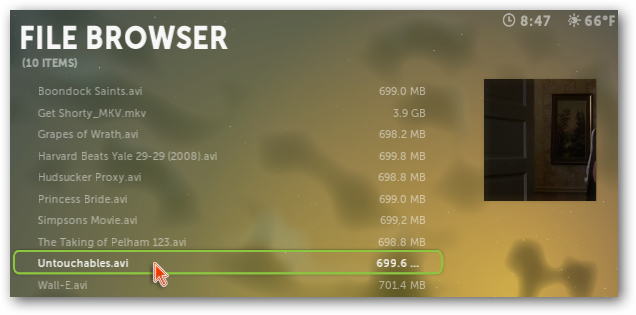 8:47 66°F
FILE BROWSER
(10 ITEMS)
Boondock Saints.avi 699.0 MB
Get Shorty_MKV.mkv 3.9 GB
Grapes of Wrath.avi 698.2 MB
Harvard Beats Yale 29-29 (2008).avi 699.8 MB
Hudsucker Proxy.avi 698.8 MB
Princess Bride.avi 699.0 MB
Simpsons Movie.avi 699.2 MB
The Taking of Pelham 123.avi 698.8 MB
Untouchables.avi 699.6 ...
Wall-E.avi 701.4 MB